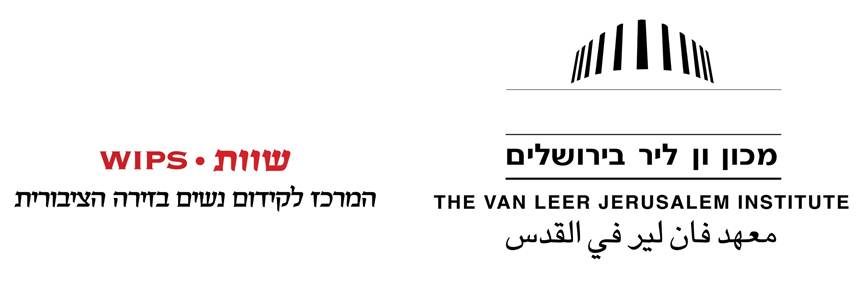 שוות • WIPS
המרכז לקידום נשים בזירה הציבורית
מכון ון ליר בירושלים
THE VAN LEER JERUSALEM INSTITUTE
معهد فان لير في القدس